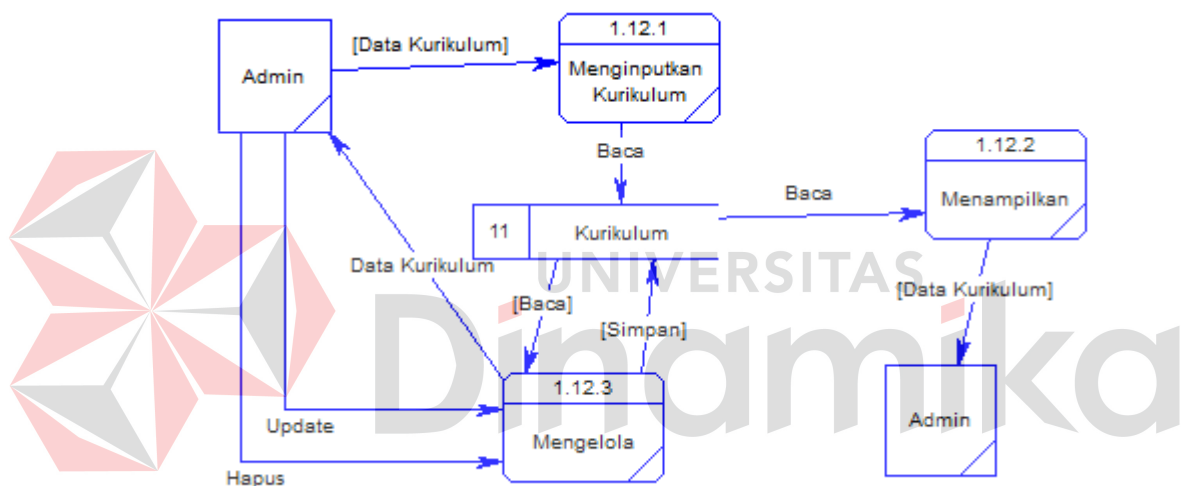 1.12.1
[Data Kurikulum]
Admin
Menginputkan
Kurikulum
Baca
1.12.2
Baca
Menampilkan
11
Kurikulum
Data Kurikulum
UNIVERSITAS
[Data Kurikulum]
[Baca]
[Simpan]
Dinamika
1.12.3
Admin
Update
Mengelola
Hapus